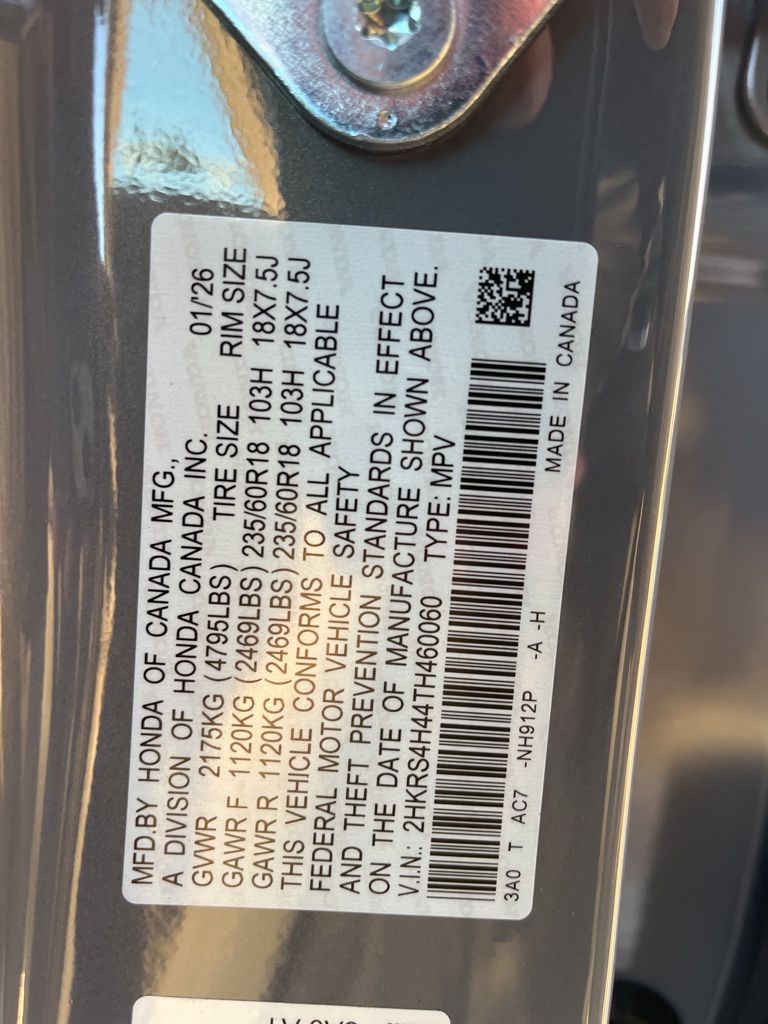 MFD.BY HONDA OF CANADA MFG.,
A DIVISION OF HONDA CANADA INC. 01/'26
GVWR 2175KG (4795LBS) TIRE SIZE RIM SIZE
GAWR F 1120KG (2469LBS) 235/60R18 103H 18X7.5J
GAWR R 1120KG (2469LBS) 235/60R18 103H 18X7.5J
THIS VEHICLE CONFORMS TO ALL APPLICABLE
FEDERAL MOTOR VEHICLE SAFETY
AND THEFT PREVENTION STANDARDS IN EFFECT
ON THE DATE OF MANUFACTURE SHOWN ABOVE.
V.I.N.: 2HKRS4H44TH460060 TYPE: MPV
3A0 T AC7 -NH912P -A -H MADE IN CANADA